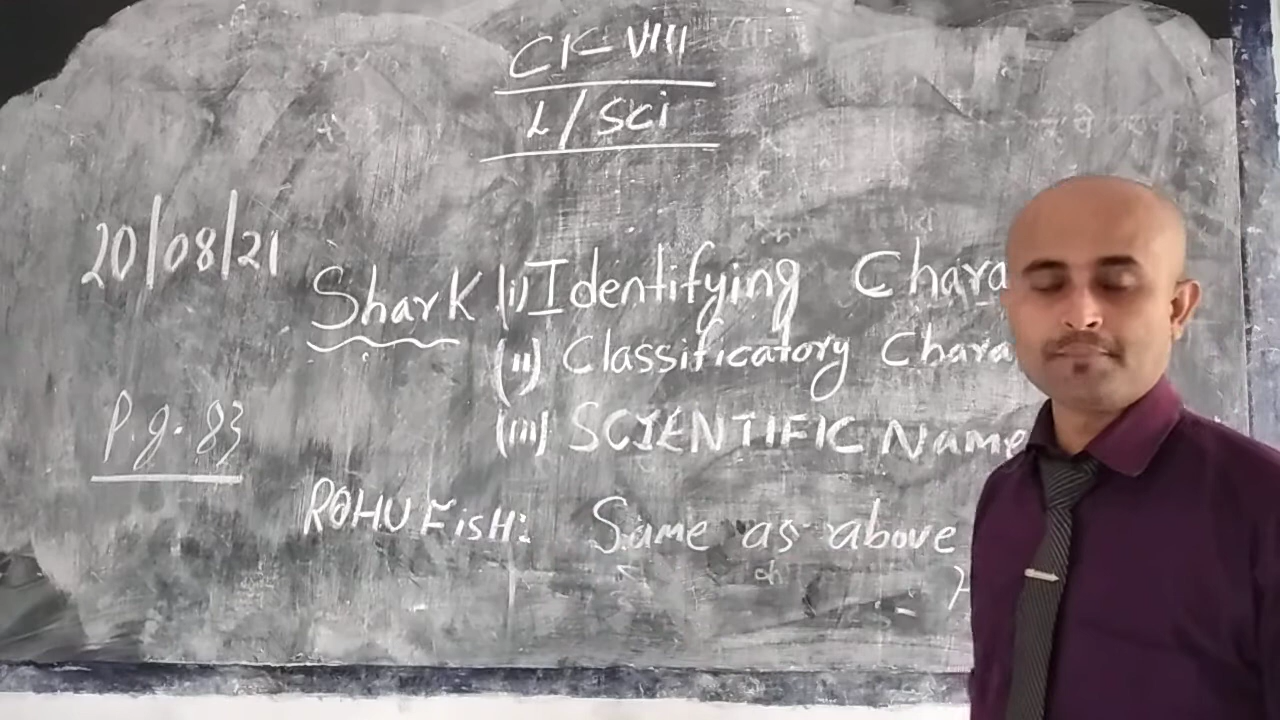 Cl-VIII
L/Sci
20/08/21
Shark (i) Identifying Chara
(ii) Classificatory Chara
(iii) SCIENTIFIC Name
Pg. 83
ROHU FisH: Same as above